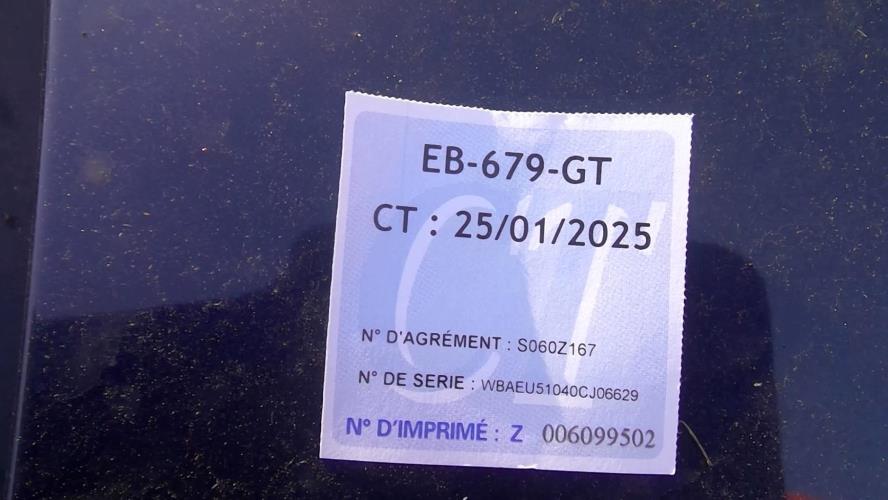 EB-679-GT
CT : 25/01/2025
N° D'AGRÉMENT : S060Z167
N° DE SERIE : WBAEU51040CJ06629
N° D'IMPRIMÉ : Z 006099502